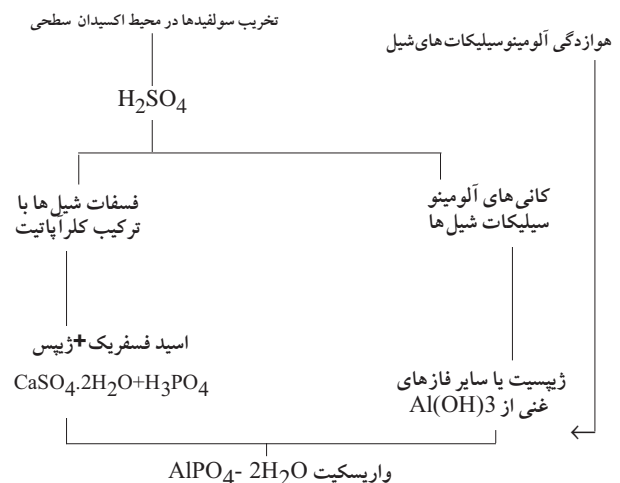 تخریب سولفیدها در محیط اکسیدان سطحی
هوازدگی آلومینوسیلیکات‌های‌شیل
H2SO4
کانی‌های آلومینو
سیلیکات شیل‌ها
فسفات شیل‌ها با
ترکیب کلرآپاتیت
اسید فسفریک+ژیپس
CaSO4.2H2O+H3PO4
ژیپسیت یا سایر فازهای
غنی از Al(OH)3
واریسکیت AlPO4- 2H2O